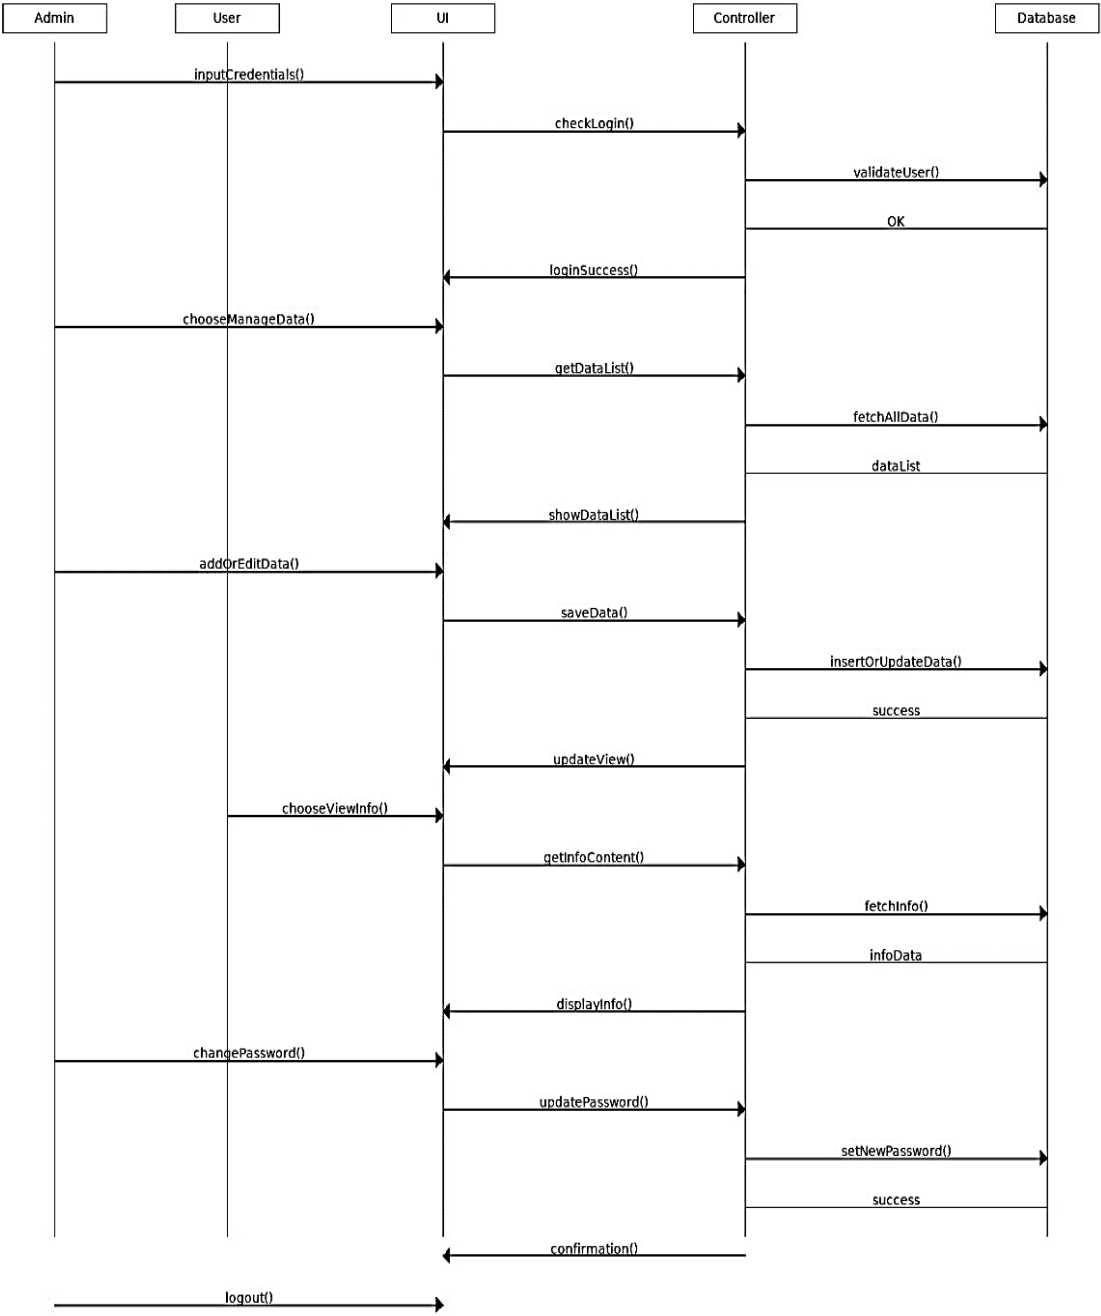 Admin User UI Controller Database
inputCredentials()
checkLogin()
validateUser()
OK
loginSuccess()
chooseManageData()
getDataList()
fetchAllData()
dataList
showDataList()
addOrEditData()
saveData()
insertOrUpdateData()
success
updateView()
chooseViewInfo()
getInfoContent()
fetchInfo()
infoData
displayInfo()
changePassword()
updatePassword()
setNewPassword()
success
confirmation()
logout()